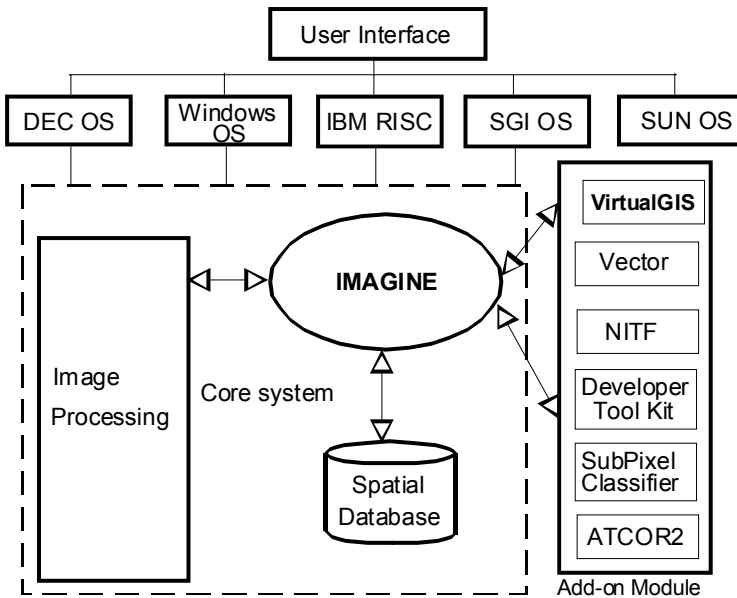 User Interface
DEC OS
Windows
OS
IBM RISC
SGI OS
SUN OS
VirtualGIS
Vector
IMAGINE
NITF
Image
Processing
Core system
Developer
Tool Kit
SubPixel
Classifier
Spatial
Database
ATCOR2
Add-on Module